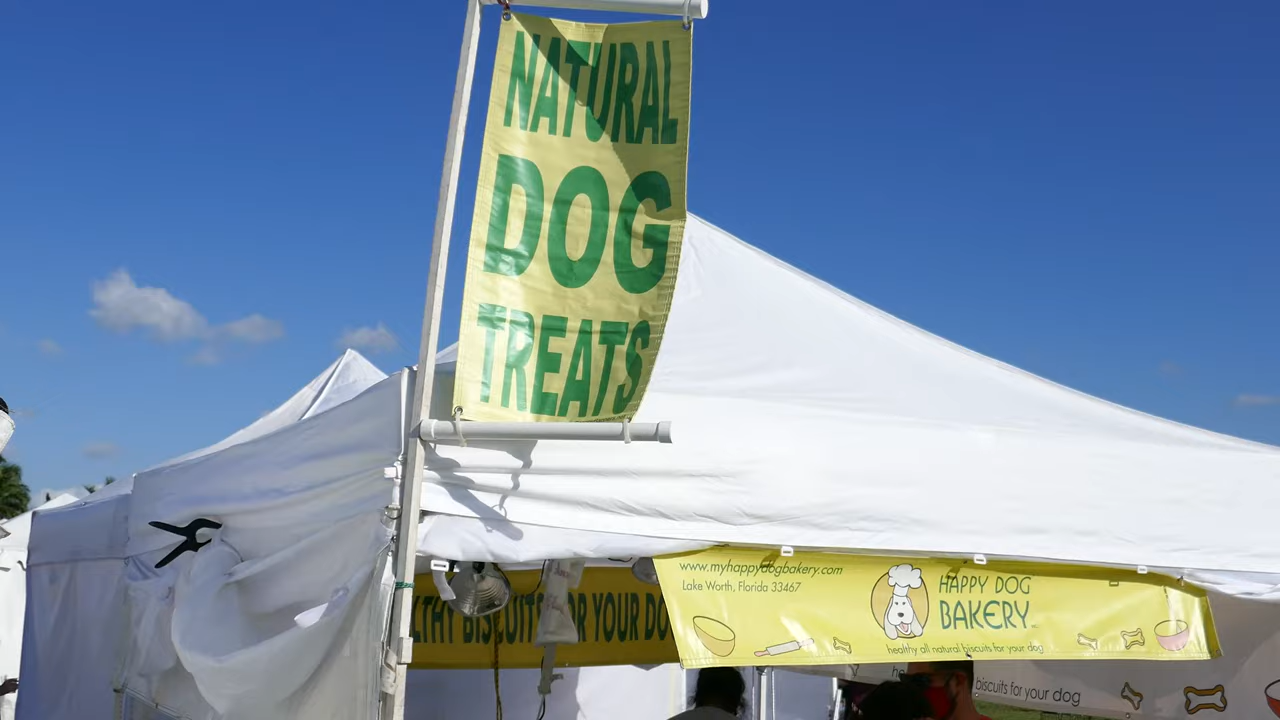 NATURAL
DOG
TREATS
www.myhappydogbakery.com
Lake Worth, Florida 33467
HAPPY DOG
BAKERY
healthy all natural biscuits for your dog
LTHY BISCUITS FOR YOUR DO
biscuits for your dog